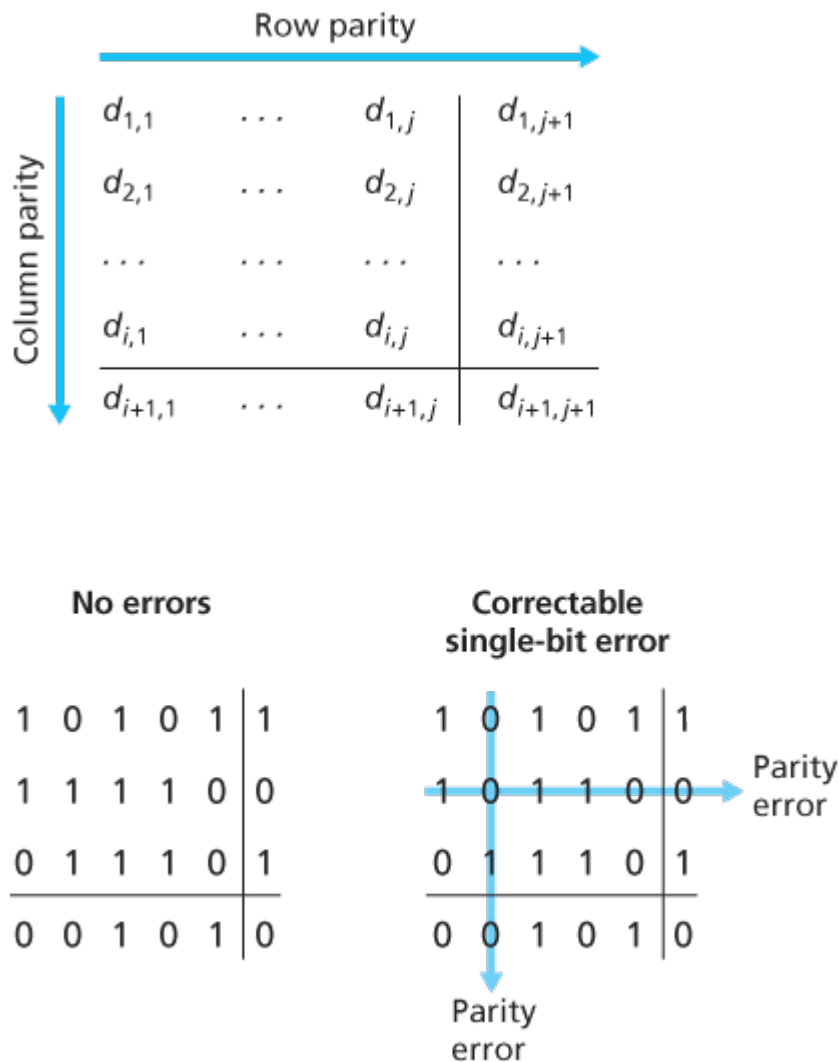 Row parity
Column parity
d1,1 . . . d1,j d1,j+1
d2,1 . . . d2,j d2,j+1
. . . . . . . . . . . .
di,1 . . . di,j di,j+1
di+1,1 . . . di+1,j di+1,j+1
No errors
1 0 1 0 1 1
1 1 1 1 0 0
0 1 1 1 0 1
0 0 1 0 1 0
Correctable
single-bit error
1 0 1 0 1 1
1 0 1 1 0 0
0 1 1 1 0 1
0 0 1 0 1 0
Parity
error
Parity
error